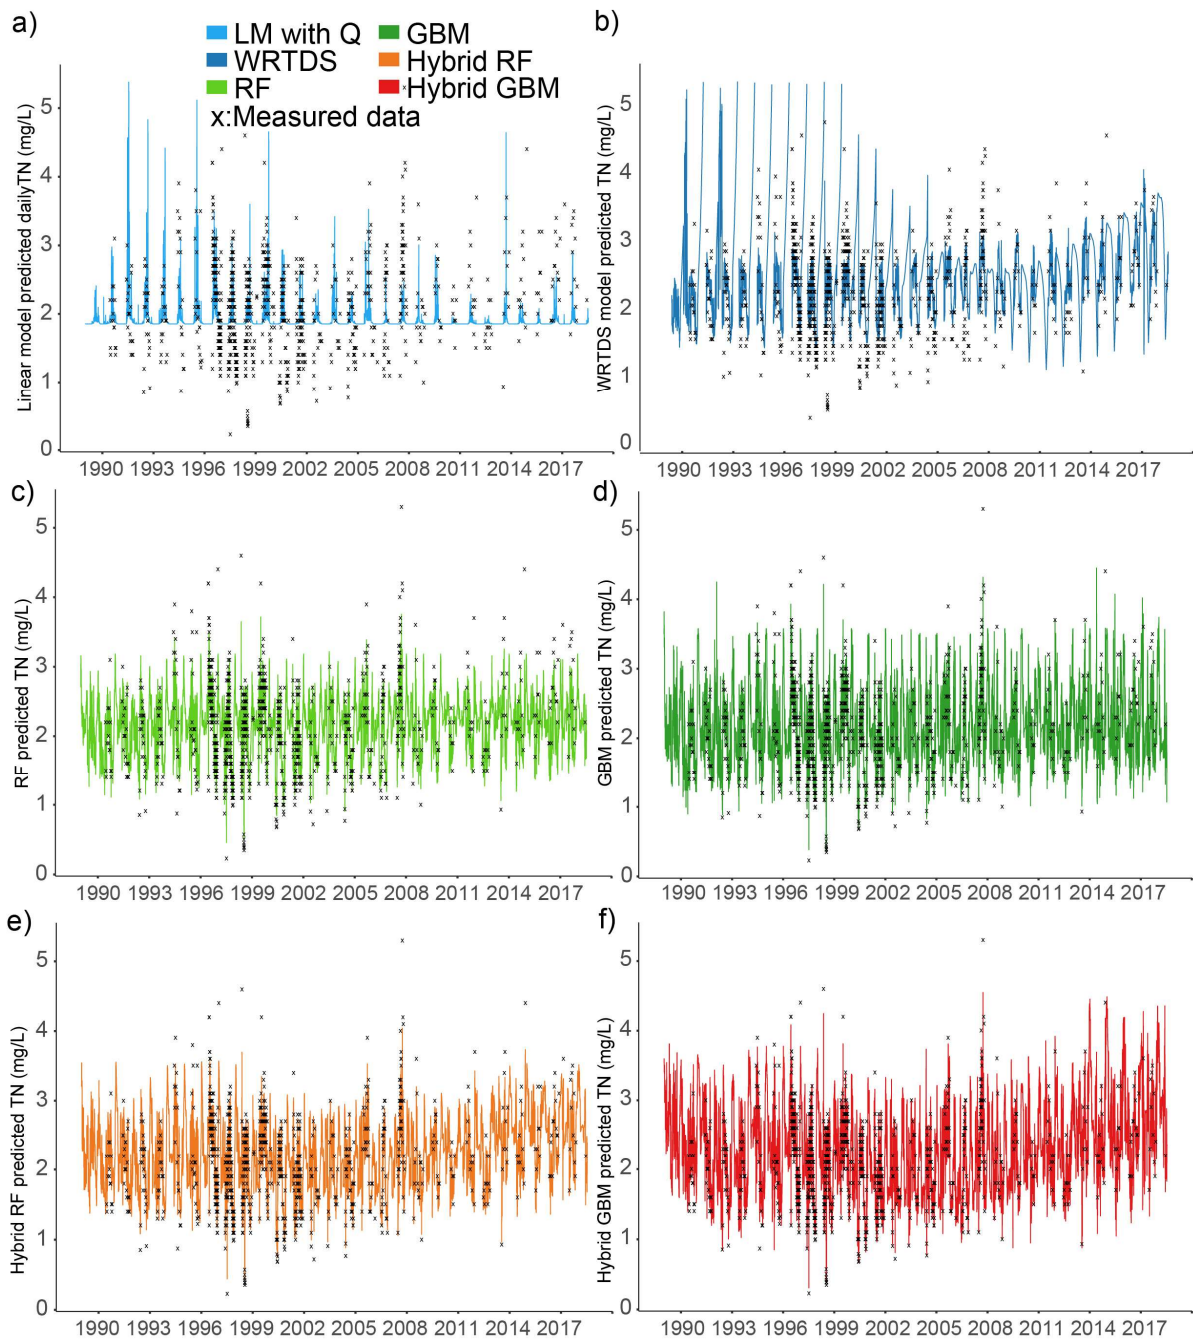 a)
LM with Q
GBM
WRTDS
Hybrid RF
RF
Hybrid GBM
x:Measured data
Linear model predicted dailyTN (mg/L)
5
4
3
2
1
0
1990 1993 1996 1999 2002 2005 2008 2011 2014 2017
b)
WRTDS model predicted TN (mg/L)
5
4
3
2
1
0
1990 1993 1996 1999 2002 2005 2008 2011 2014 2017
c)
RF predicted TN (mg/L)
5
4
3
2
1
0
1990 1993 1996 1999 2002 2005 2008 2011 2014 2017
d)
GBM predicted TN (mg/L)
5
4
3
2
1
0
1990 1993 1996 1999 2002 2005 2008 2011 2014 2017
e)
Hybrid RF predicted TN (mg/L)
5
4
3
2
1
0
1990 1993 1996 1999 2002 2005 2008 2011 2014 2017
f)
Hybrid GBM predicted TN (mg/L)
5
4
3
2
1
0
1990 1993 1996 1999 2002 2005 2008 2011 2014 2017